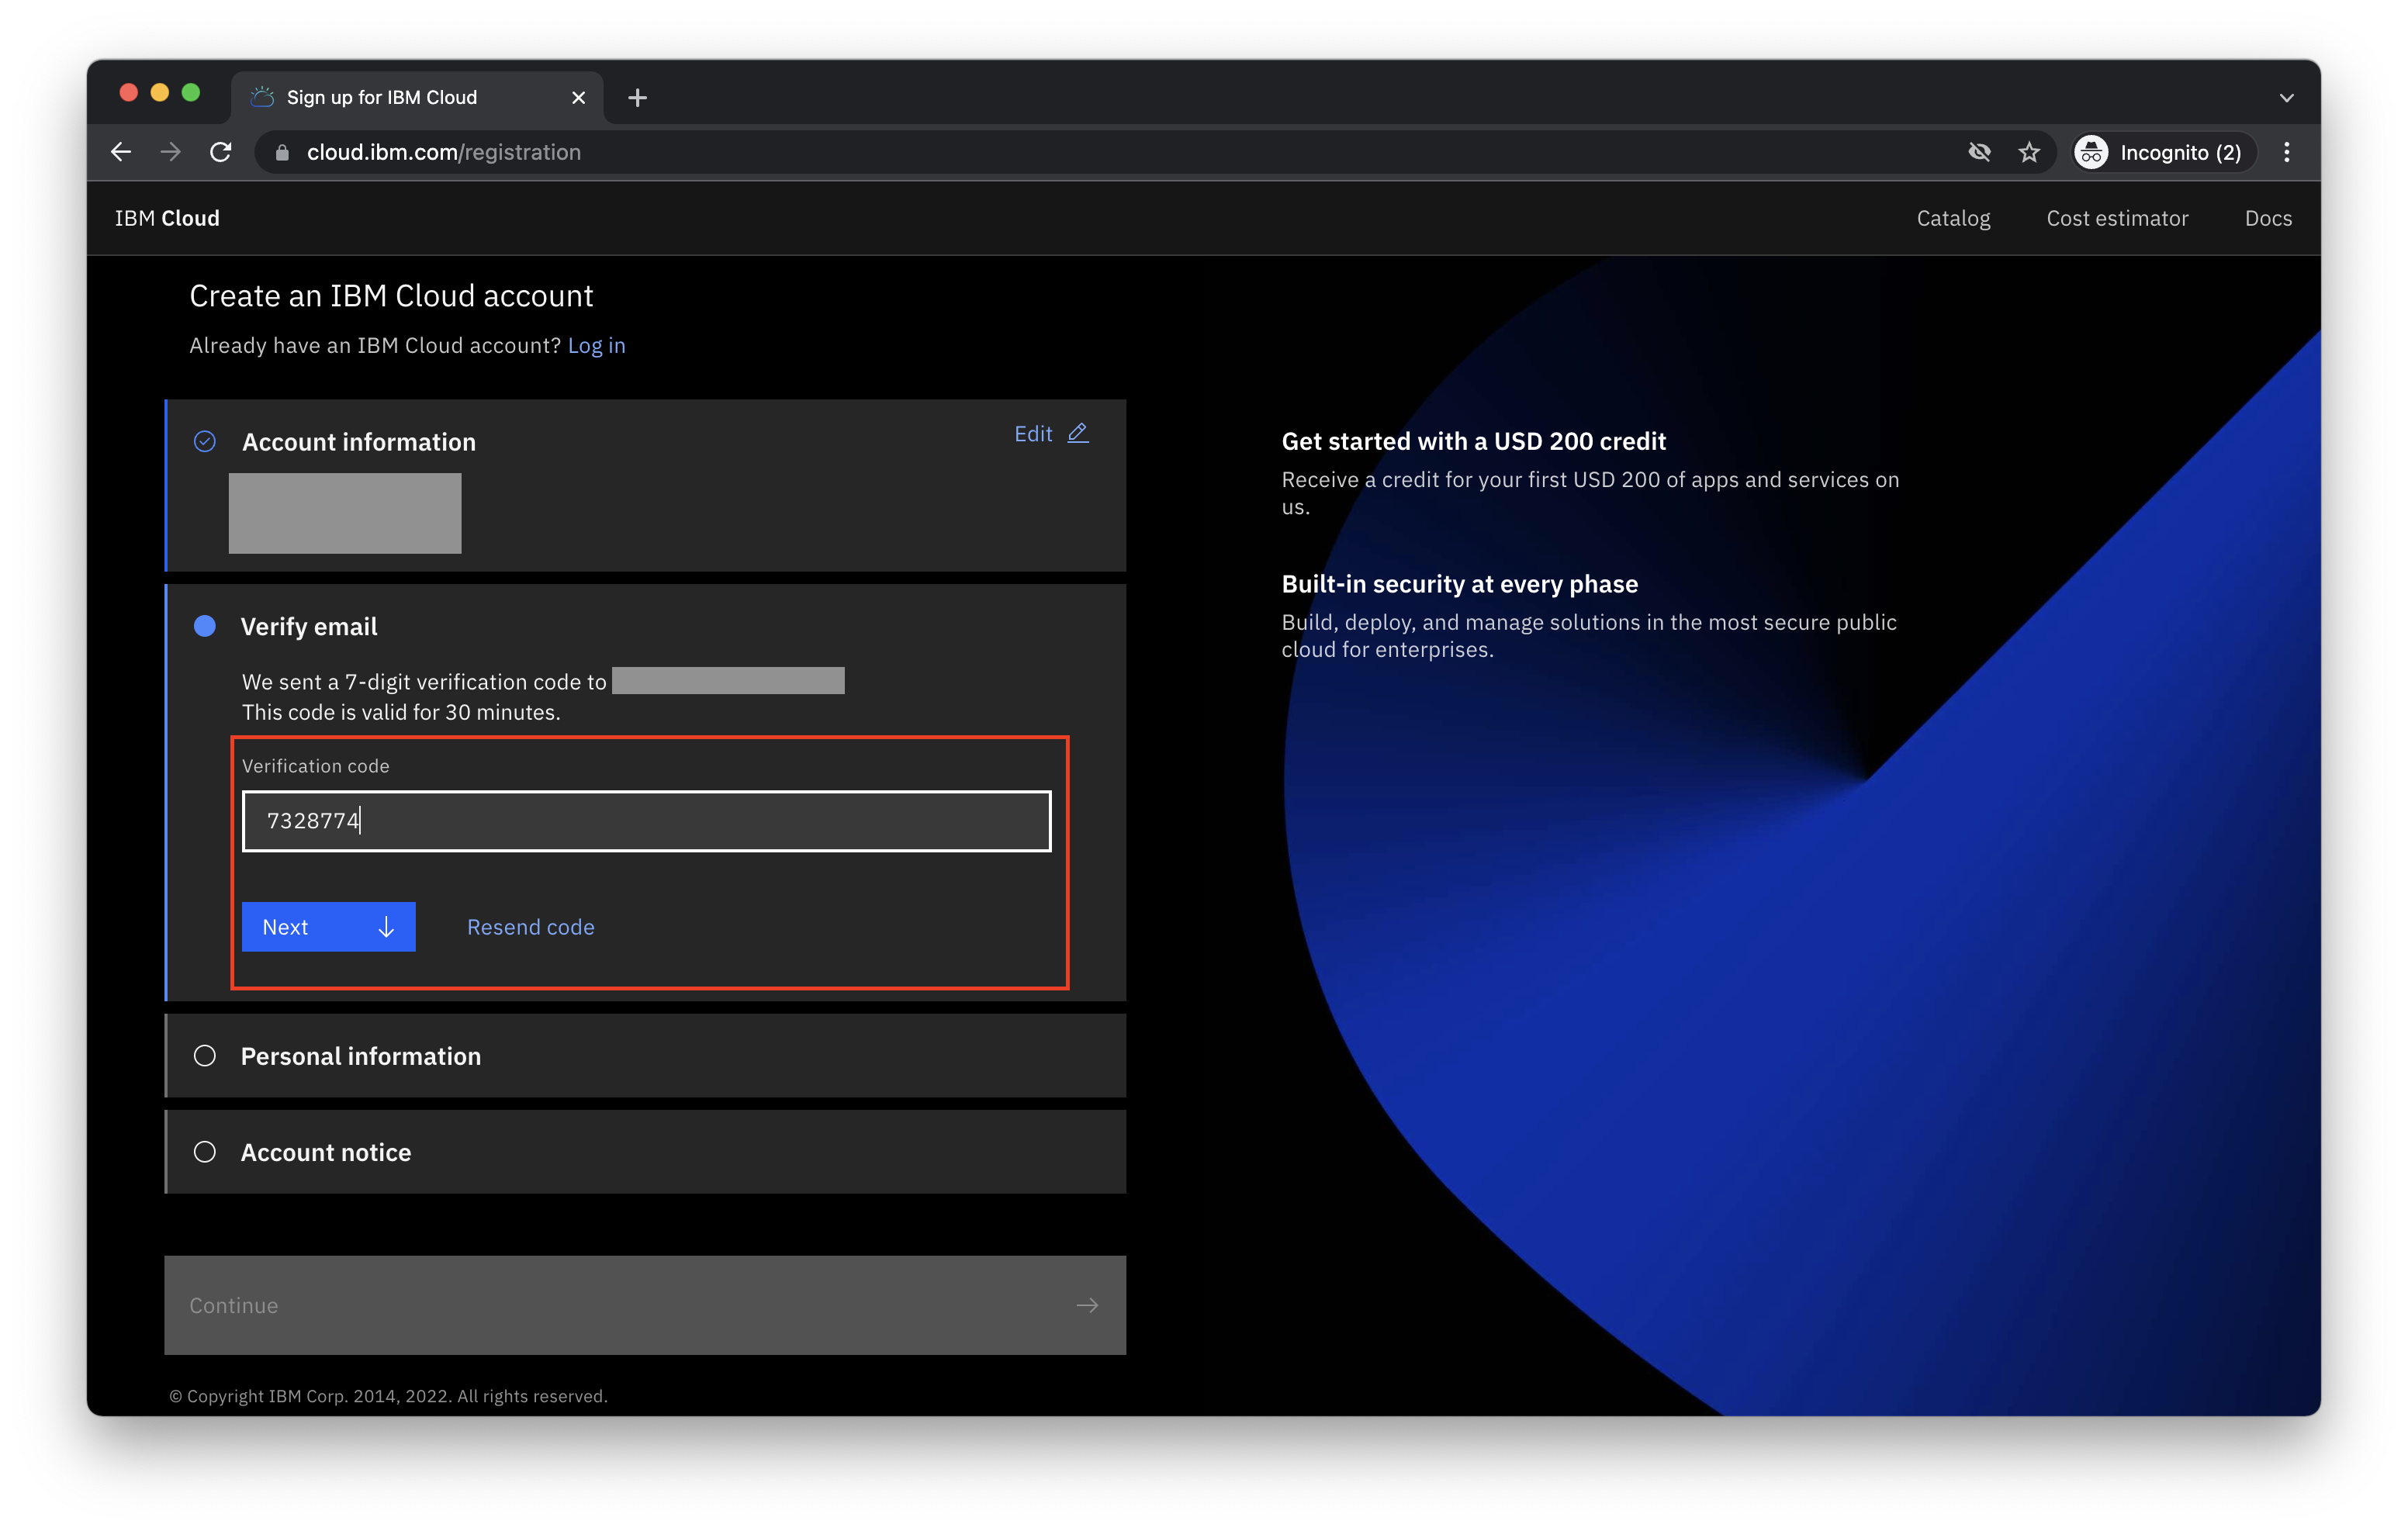 Sign up for IBM Cloud
cloud.ibm.com/registration
Incognito (2)
IBM Cloud
Catalog
Cost estimator
Docs
Create an IBM Cloud account
Already have an IBM Cloud account? Log in
Account information
Edit
Verify email
We sent a 7-digit verification code to
This code is valid for 30 minutes.
Verification code
7328774
Next
Resend code
Personal information
Account notice
Continue
© Copyright IBM Corp. 2014, 2022. All rights reserved.
Get started with a USD 200 credit
Receive a credit for your first USD 200 of apps and services on
us.
Built-in security at every phase
Build, deploy, and manage solutions in the most secure public
cloud for enterprises.